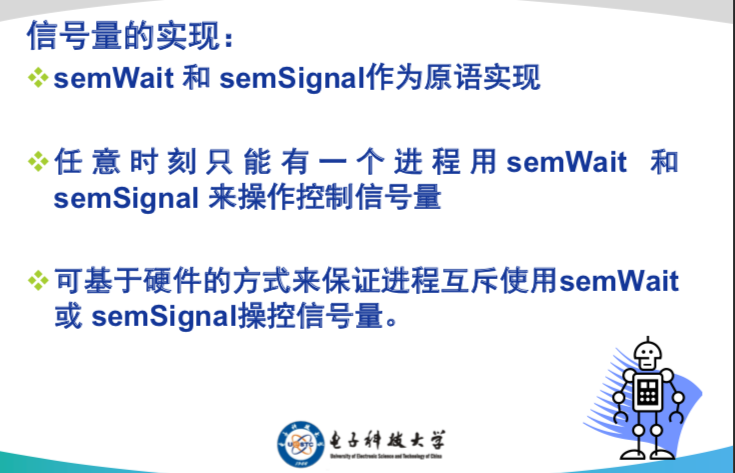 信号量的实现：
semWait 和 semSignal作为原语实现
任意时刻只能有一个进程用semWait 和
semSignal 来操作控制信号量
可基于硬件的方式来保证进程互斥使用semWait
或 semSignal操控信号量。
电子科技大学
University of Electronic Science and Technology of China